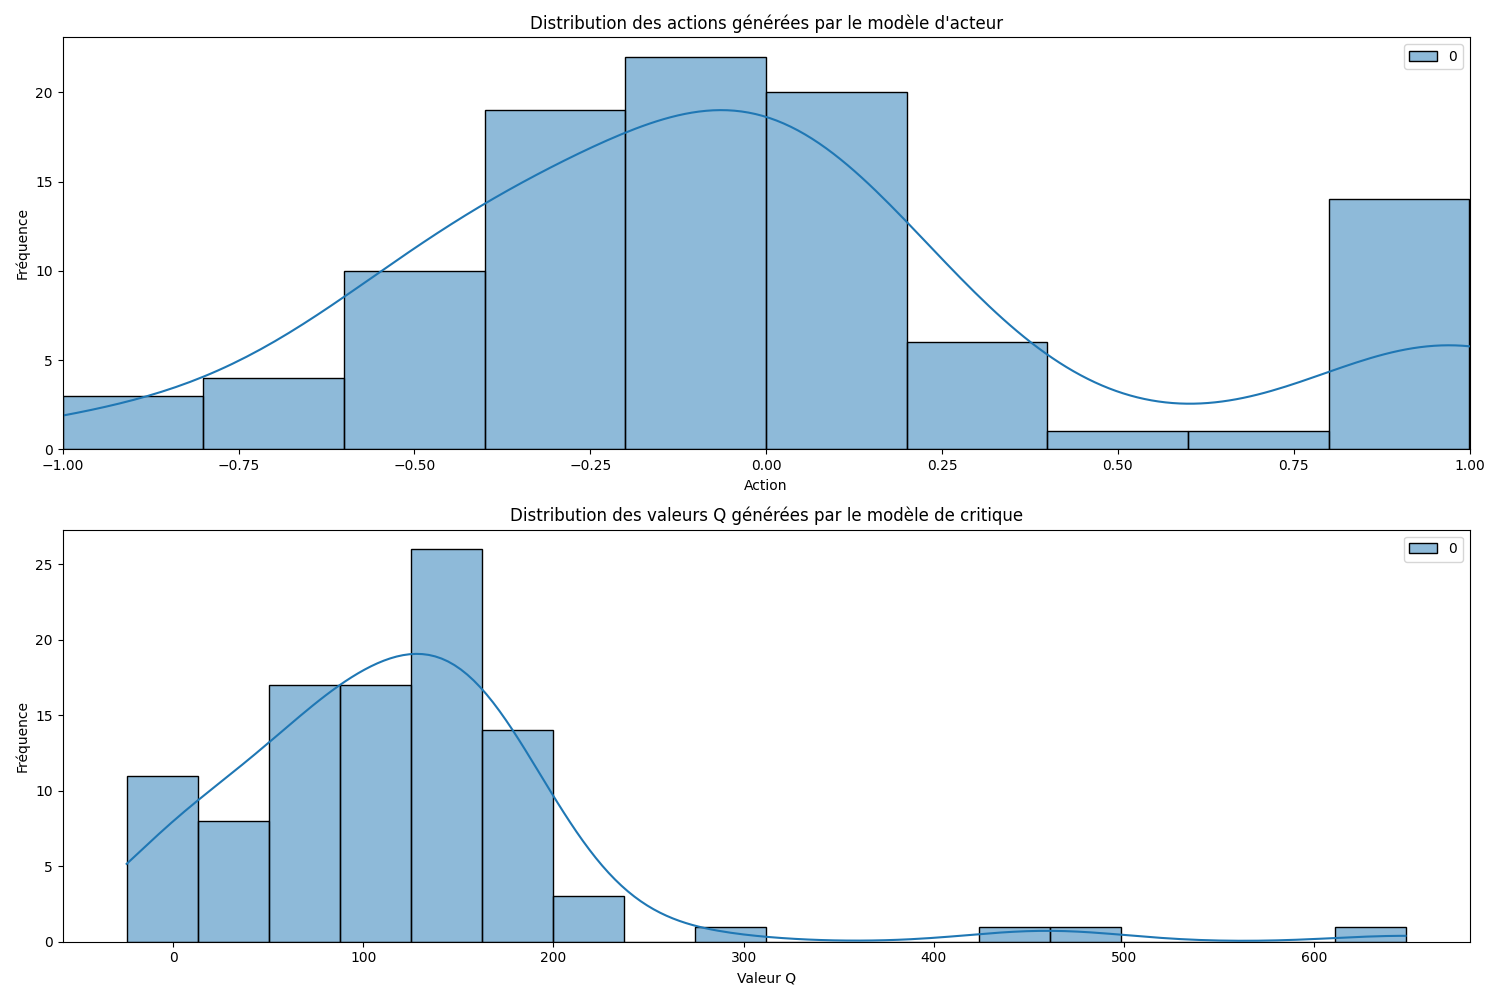 Distribution des actions générées par le modèle d'acteur
0
Fréquence
20
15
10
5
0
−1.00 −0.75 −0.50 −0.25 0.00 0.25 0.50 0.75 1.00
Action
Distribution des valeurs Q générées par le modèle de critique
0
Fréquence
25
20
15
10
5
0
0 100 200 300 400 500 600
Valeur Q